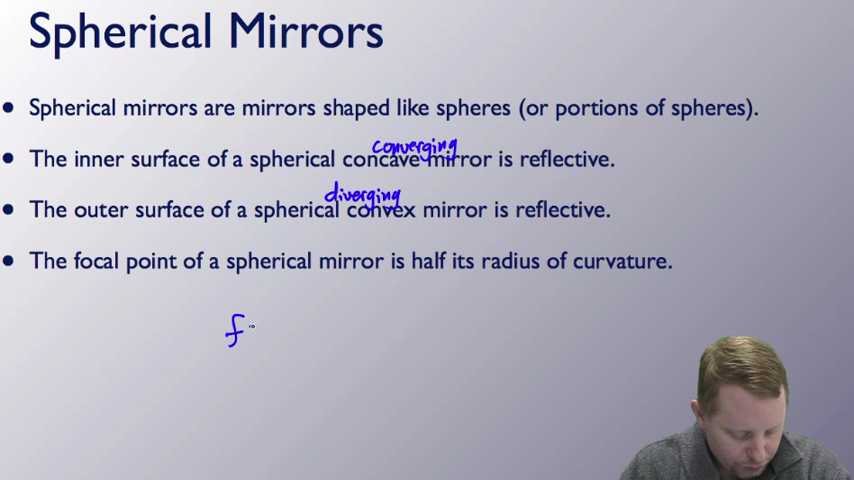 Spherical Mirrors
• Spherical mirrors are mirrors shaped like spheres (or portions of spheres).
converging
• The inner surface of a spherical concave mirror is reflective.
diverging
• The outer surface of a spherical convex mirror is reflective.
• The focal point of a spherical mirror is half its radius of curvature.
f